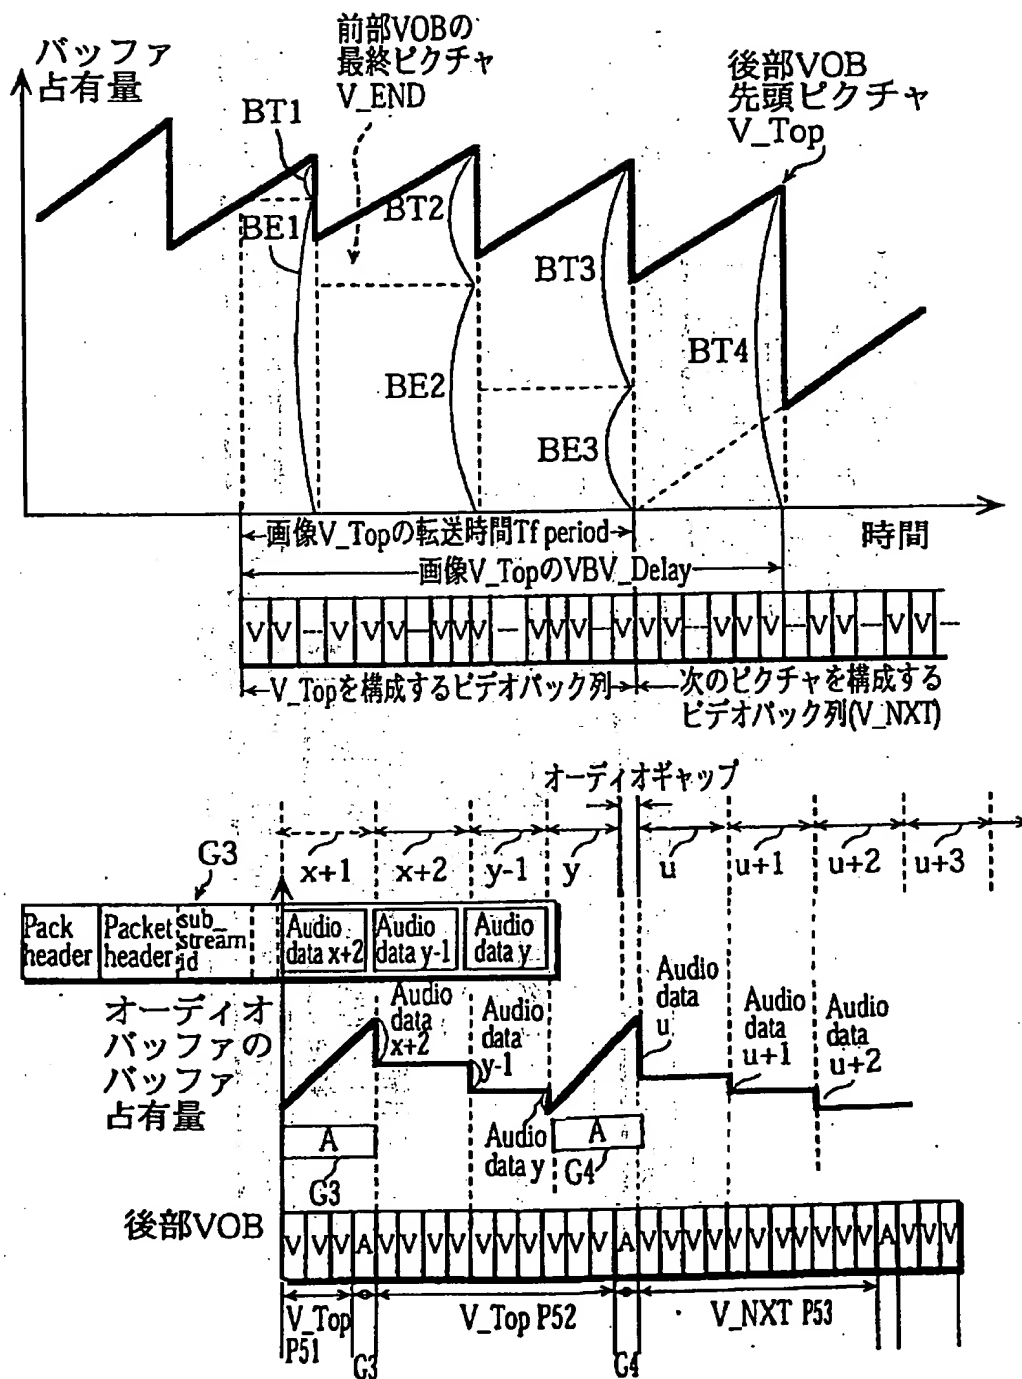 バッファ
占有量
前部VOBの
最終ピクチャ
V_END
後部VOB
先頭ピクチャ
V_Top
BT1
BE1
BT2
BE2
BT3
BE3
BT4
画像V_Topの転送時間Tf period
時間
画像V_TopのVBV_Delay
V V — V V V — V V V — V V V — V V V — V V V — V V — V V —
V_Topを構成するビデオパック列
次のピクチャを構成する
ビデオパック列(V_NXT)
オーディオギャップ
x+1 x+2 y-1 y u u+1 u+2 u+3
G3
Pack
header
Packet
header
sub_
stream
id
Audio
data x+2
Audio
data y-1
Audio
data y
オーディオ
バッファの
バッファ
占有量
Audio
data
x+2
Audio
data
y-1
Audio
data y
Audio
data
u
Audio
data
u+1
Audio
data
u+2
A
G3
A
G4
後部VOB
V V V A V V V V V V V V V V A V V V V V V V V V V A V V V
V_Top
P51
G3
V_Top P52
G4
V_NXT P53